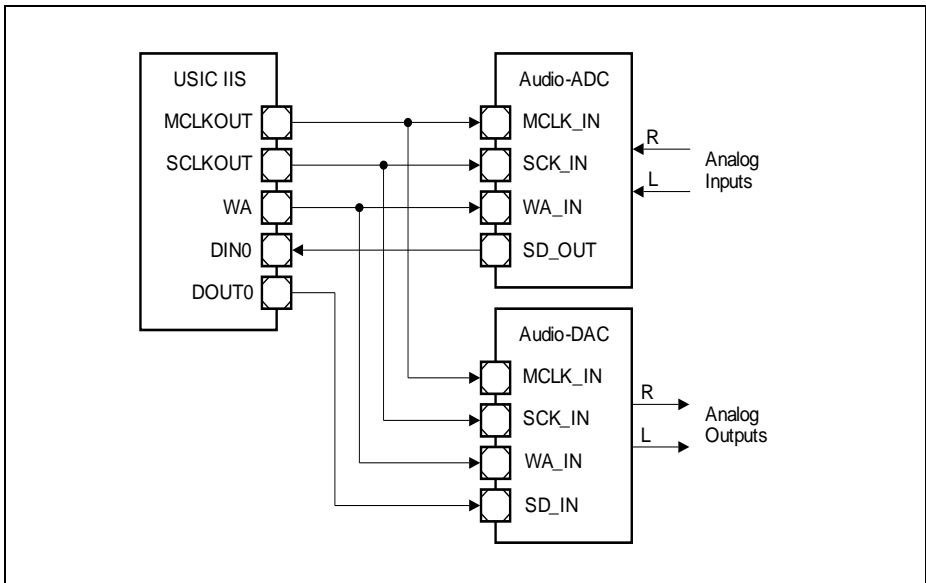 USIC IIS
MCLKOUT
SCLKOUT
WA
DIN0
DOUT0
Audio-ADC
MCLK_IN
SCK_IN
WA_IN
SD_OUT
R
L
Analog
Inputs
Audio-DAC
MCLK_IN
SCK_IN
WA_IN
SD_IN
R
L
Analog
Outputs